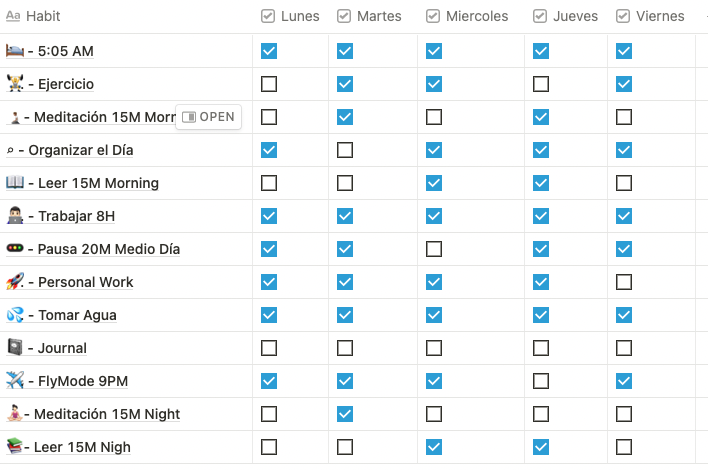 Aa Habit Lunes Martes Miercoles Jueves Viernes
- 5:05 AM
- Ejercicio
- Meditación 15M Morr OPEN
- Organizar el Día
- Leer 15M Morning
- Trabajar 8H
- Pausa 20M Medio Día
- Personal Work
- Tomar Agua
- Journal
- FlyMode 9PM
- Meditación 15M Night
- Leer 15M Nigh